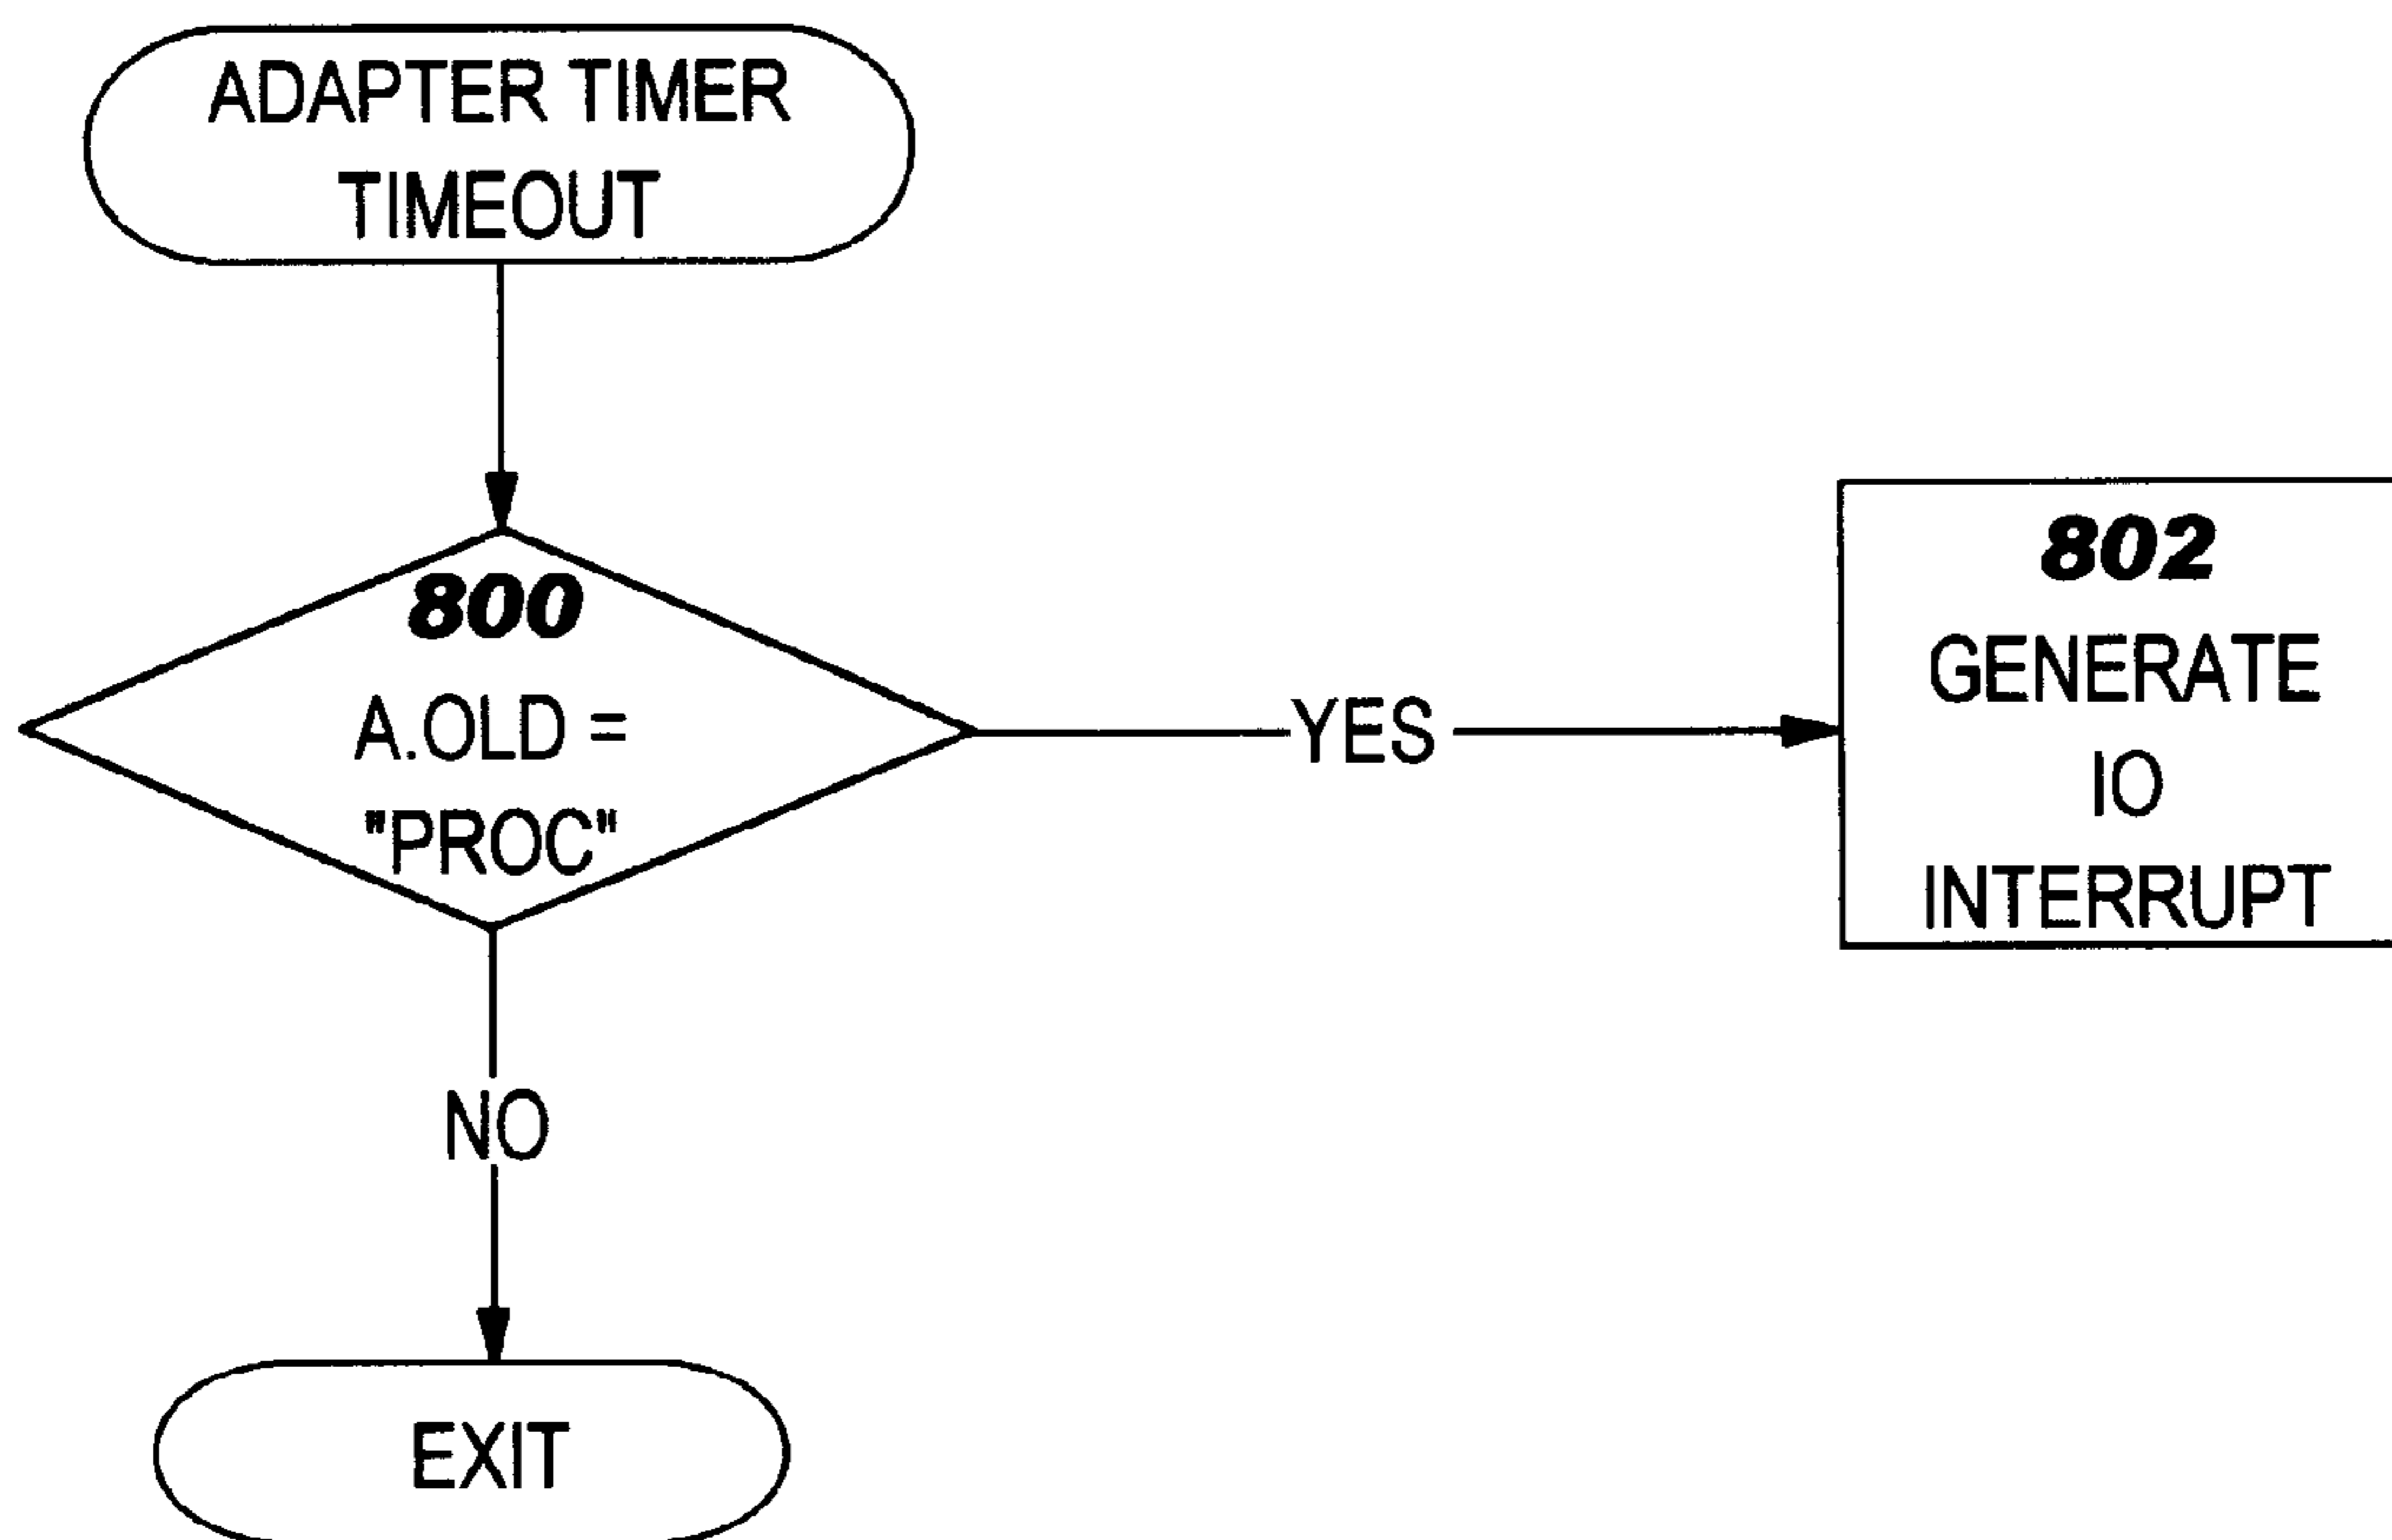 ADAPTER TIMER
TIMEOUT
800
A.OLD =
"PROC"
YES
802
GENERATE
IO
INTERRUPT
NO
EXIT